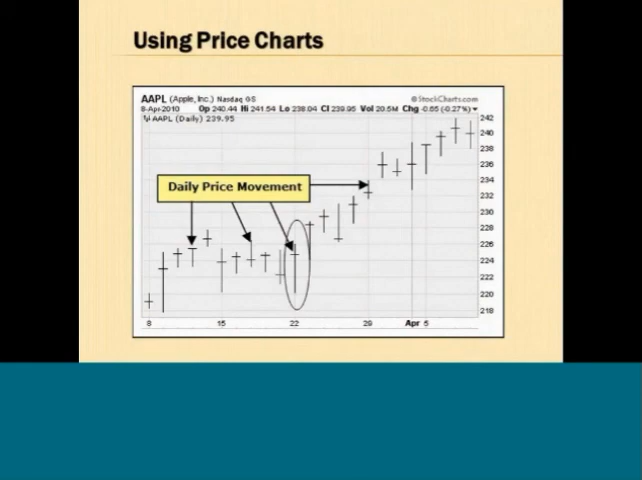 Using Price Charts
AAPL (Apple, Inc.) Nasdaq GS © StockCharts.com
8-Apr-2010 Op 240.44 Hi 241.54 Lo 238.04 Cl 239.95 Vol 20.5M Chg -0.65 (-0.27%)
AAPL (Daily) 239.95
242
240
238
236
234
232
230
228
226
224
222
220
218
Daily Price Movement
8 15 22 29 Apr 5